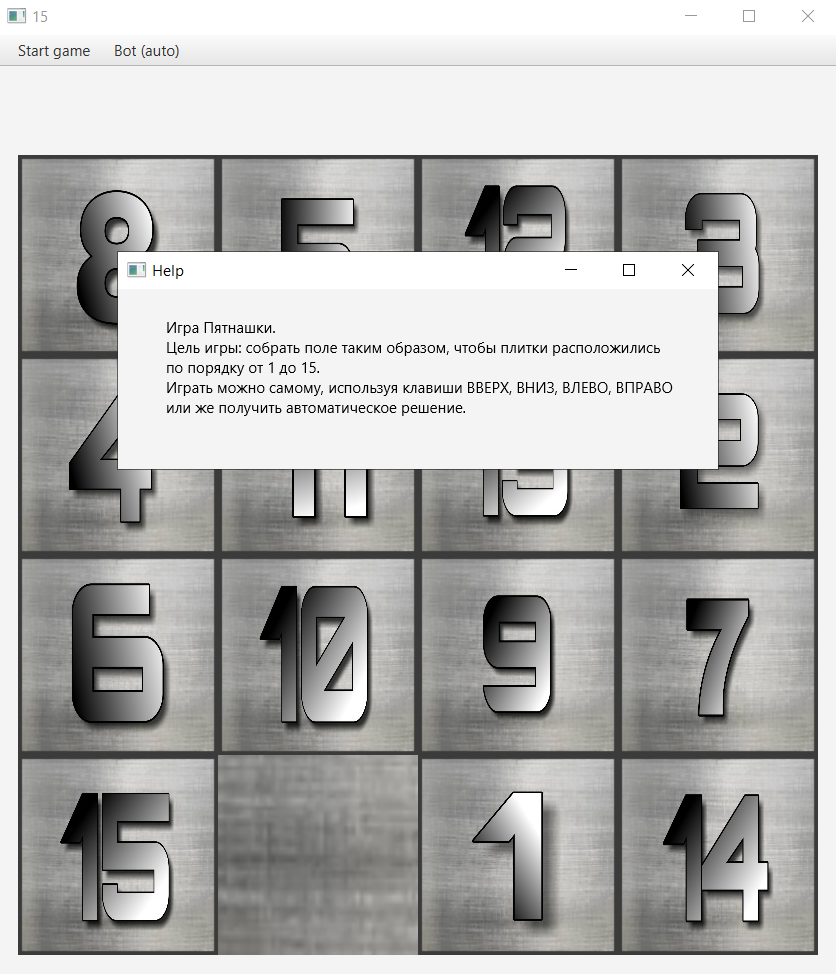 15
Start game Bot (auto)
8 5 12 3
Help
Игра Пятнашки.
Цель игры: собрать поле таким образом, чтобы плитки расположились
по порядку от 1 до 15.
Играть можно самому, используя клавиши ВВЕРХ, ВНИЗ, ВЛЕВО, ВПРАВО
или же получить автоматическое решение.
4 11 13 2
6 10 9 7
15 1 14